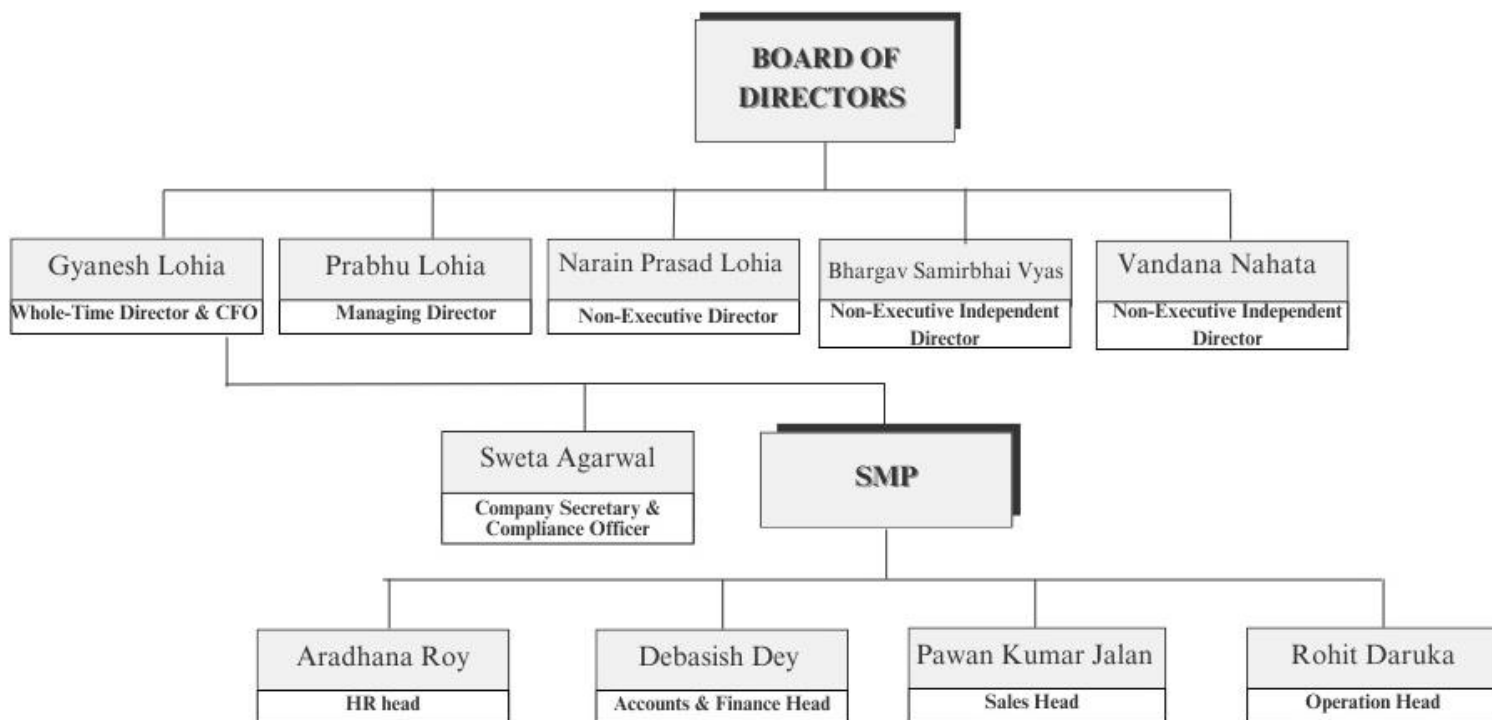 BOARD OF
DIRECTORS
Gyanesh Lohia
Whole-Time Director & CFO
Prabhu Lohia
Managing Director
Narain Prasad Lohia
Non-Executive Director
Bhargav Samirbhai Vyas
Non-Executive Independent
Director
Vandana Nahata
Non-Executive Independent
Director
Sweta Agarwal
Company Secretary &
Compliance Officer
SMP
Aradhana Roy
HR head
Debasish Dey
Accounts & Finance Head
Pawan Kumar Jalan
Sales Head
Rohit Daruka
Operation Head